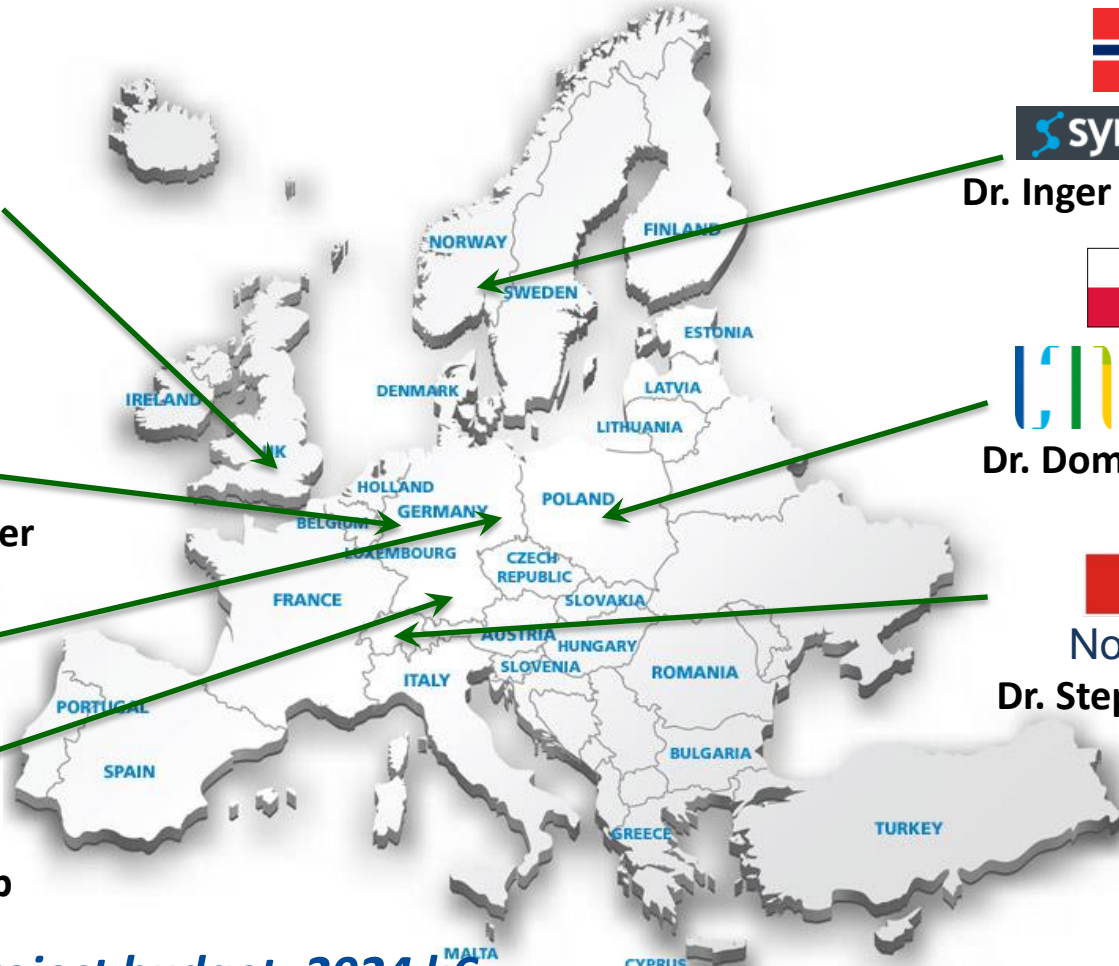 Dr. Inger
NORWAY
FINLAND
SWEDEN
ESTONIA
DENMARK
LATVIA
IRELAND
LITHUANIA
UK
HOLLAND
POLAND
Dr. Dom
GERMANY
BELGIUM
er
LUXEMBOURG
CZECH
REPUBLIC
FRANCE
SLOVAKIA
AUSTRIA
HUNGARY
No
SLOVENIA
ITALY
ROMANIA
Dr. Step
PORTUGAL
BULGARIA
SPAIN
GREECE
TURKEY
MALTA
CYPRUS
budget: 2024 k€